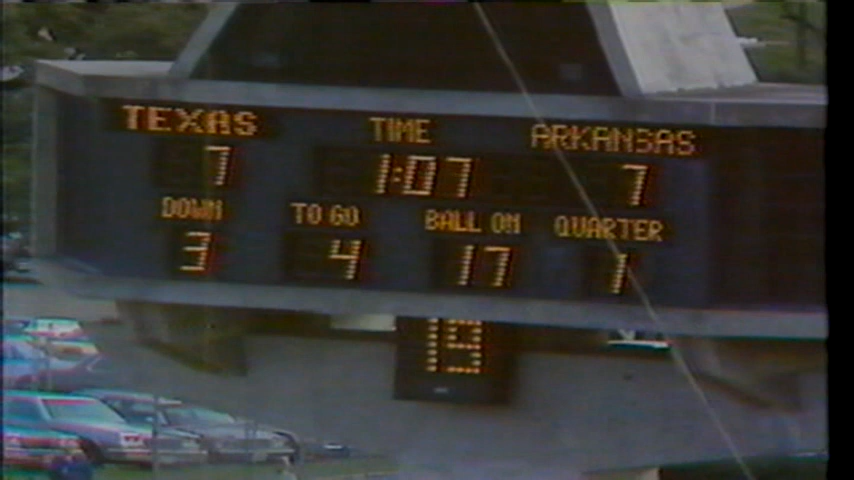 TEXAS TIME ARKANSAS
7 1:07 7
DOWN TO GO BALL ON QUARTER
3 4 17 1
19